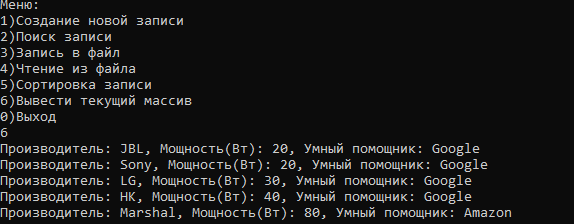 Меню:
1)Создание новой записи
2)Поиск записи
3)Запись в файл
4)Чтение из файла
5)Сортировка записи
6)Вывести текущий массив
0)Выход
6
Производитель: JBL, Мощность(Вт): 20, Умный помощник: Google
Производитель: Sony, Мощность(Вт): 20, Умный помощник: Google
Производитель: LG, Мощность(Вт): 30, Умный помощник: Google
Производитель: HK, Мощность(Вт): 40, Умный помощник: Google
Производитель: Marshal, Мощность(Вт): 80, Умный помощник: Amazon